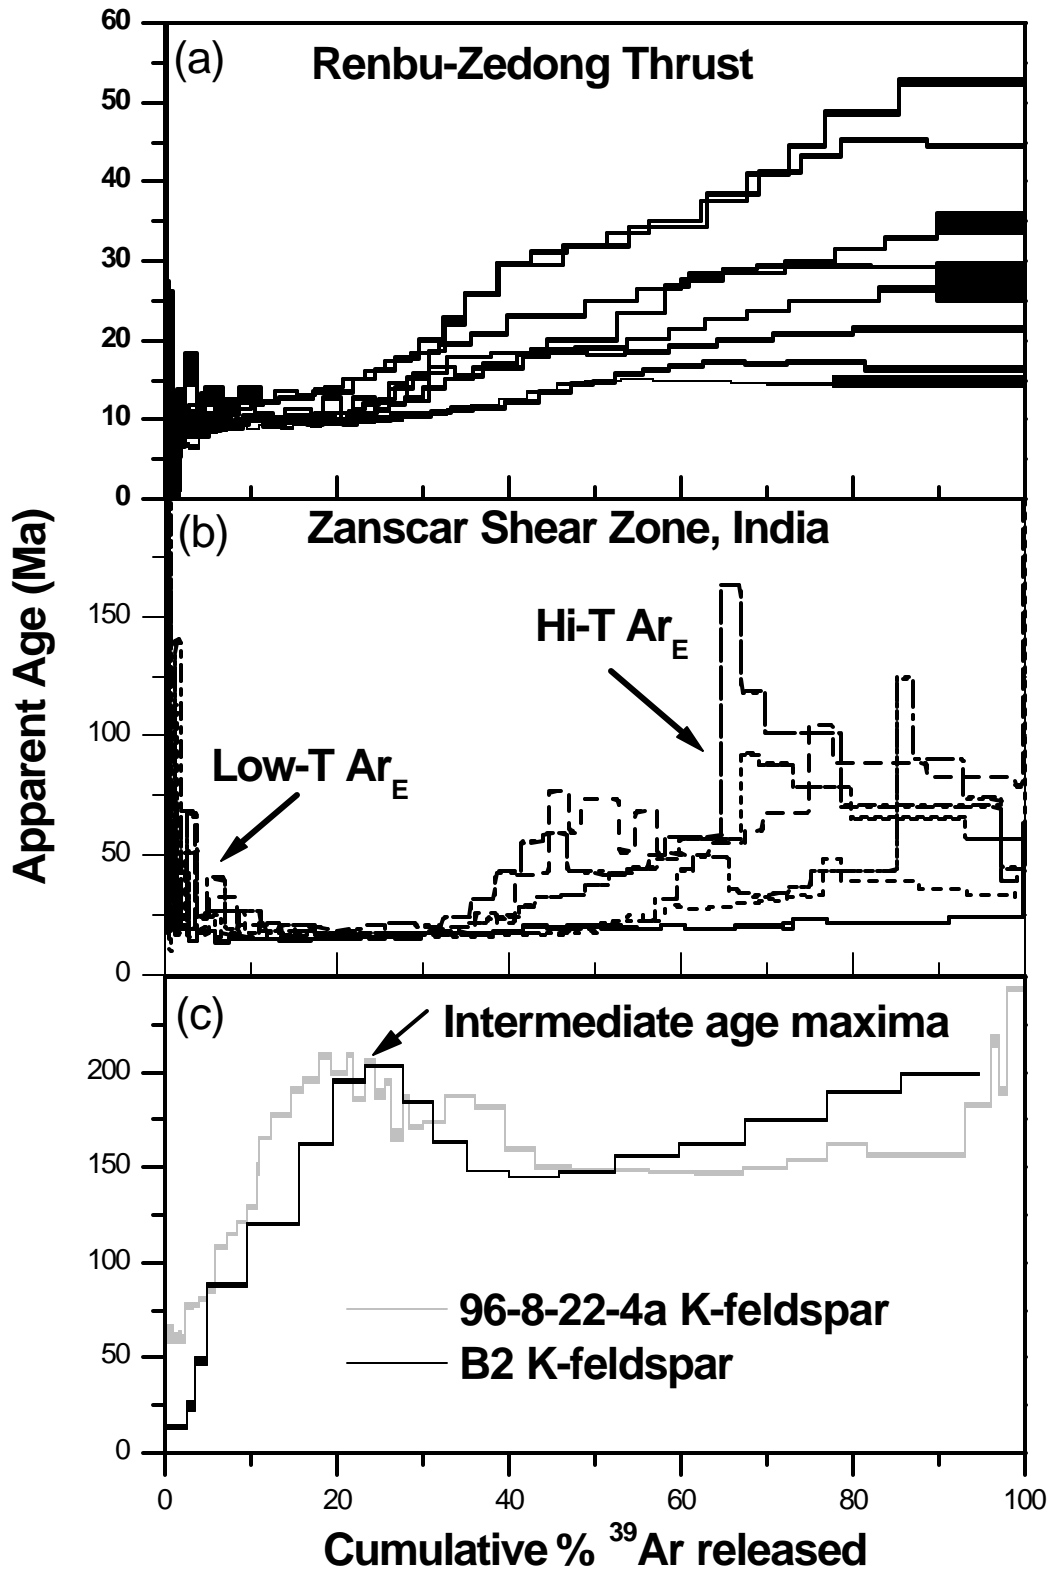 60
(a)
Renbu-Zedong Thrust
50
40
30
20
10
0
Apparent Age (Ma)
(b)
Zanscar Shear Zone, India
150
Hi-T Ar_E
100
Low-T Ar_E
50
0
(c)
Intermediate age maxima
200
150
100
96-8-22-4a K-feldspar
50
B2 K-feldspar
0
0 20 40 60 80 100
Cumulative % ³⁹Ar released